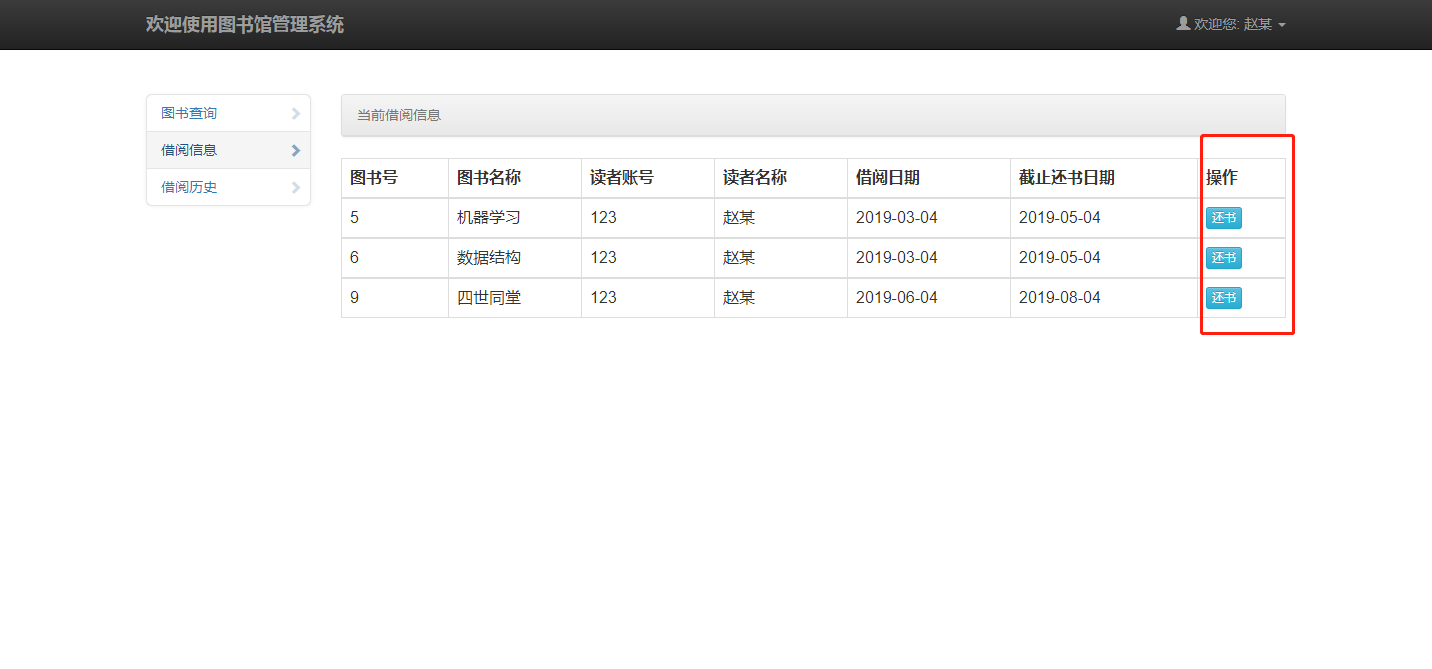 欢迎使用图书馆管理系统
欢迎您: 赵某
图书查询
借阅信息
借阅历史
当前借阅信息
图书号 图书名称 读者账号 读者名称 借阅日期 截止还书日期 操作
5 机器学习 123 赵某 2019-03-04 2019-05-04 还书
6 数据结构 123 赵某 2019-03-04 2019-05-04 还书
9 四世同堂 123 赵某 2019-06-04 2019-08-04 还书